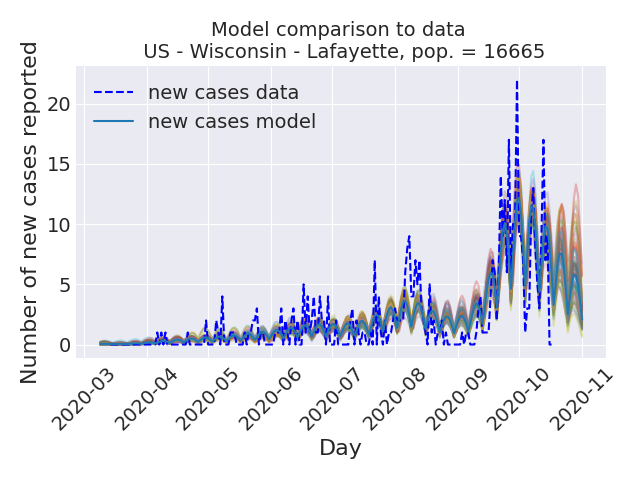 Model comparison to data
US - Wisconsin - Lafayette, pop. = 16665
Number of new cases reported
20
15
10
5
0
new cases data
new cases model
2020-03
2020-04
2020-05
2020-06
2020-07
2020-08
2020-09
2020-10
2020-11
Day